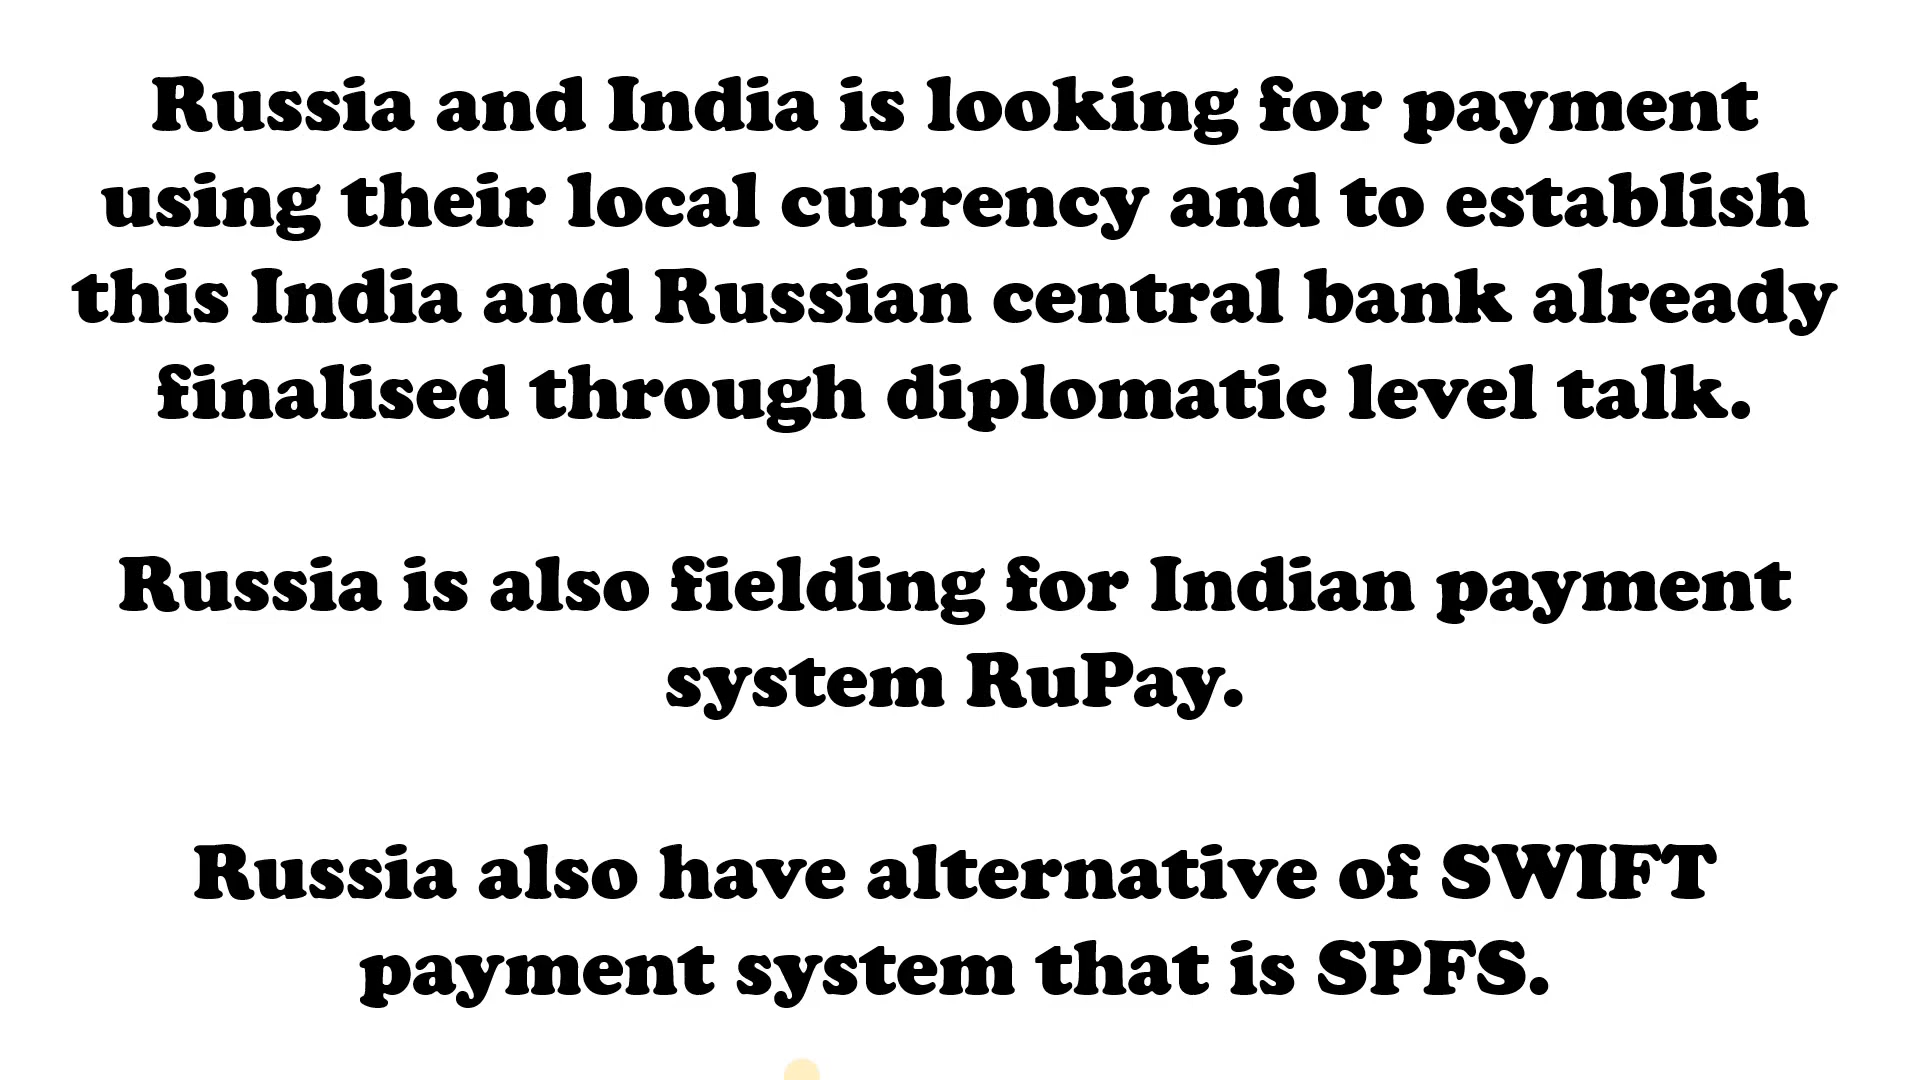 Russia and India is looking for payment
using their local currency and to establish
this India and Russian central bank already
finalised through diplomatic level talk.
Russia is also fielding for Indian payment
system RuPay.
Russia also have alternative of SWIFT
payment system that is SPFS.